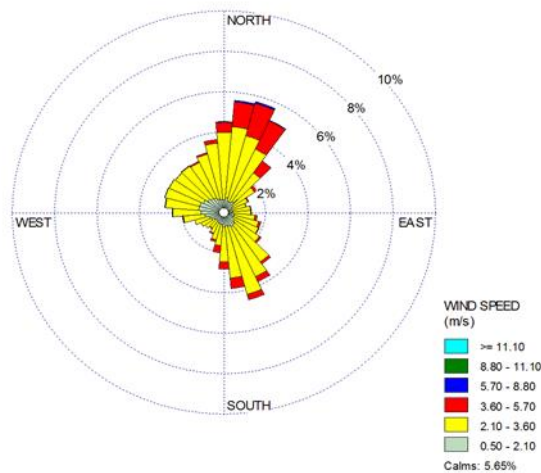 NORTH
10%
8%
6%
4%
2%
WEST
EAST
SOUTH
WIND SPEED
(m/s)
>= 11.10
8.80 - 11.10
5.70 - 8.80
3.60 - 5.70
2.10 - 3.60
0.50 - 2.10
Calms: 5.65%